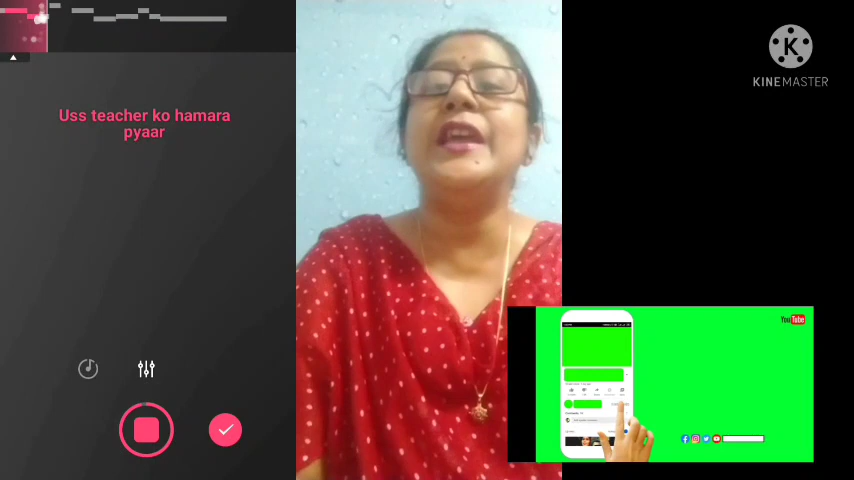 Uss teacher ko hamara
pyaar
K
KINEMASTER
YouTube